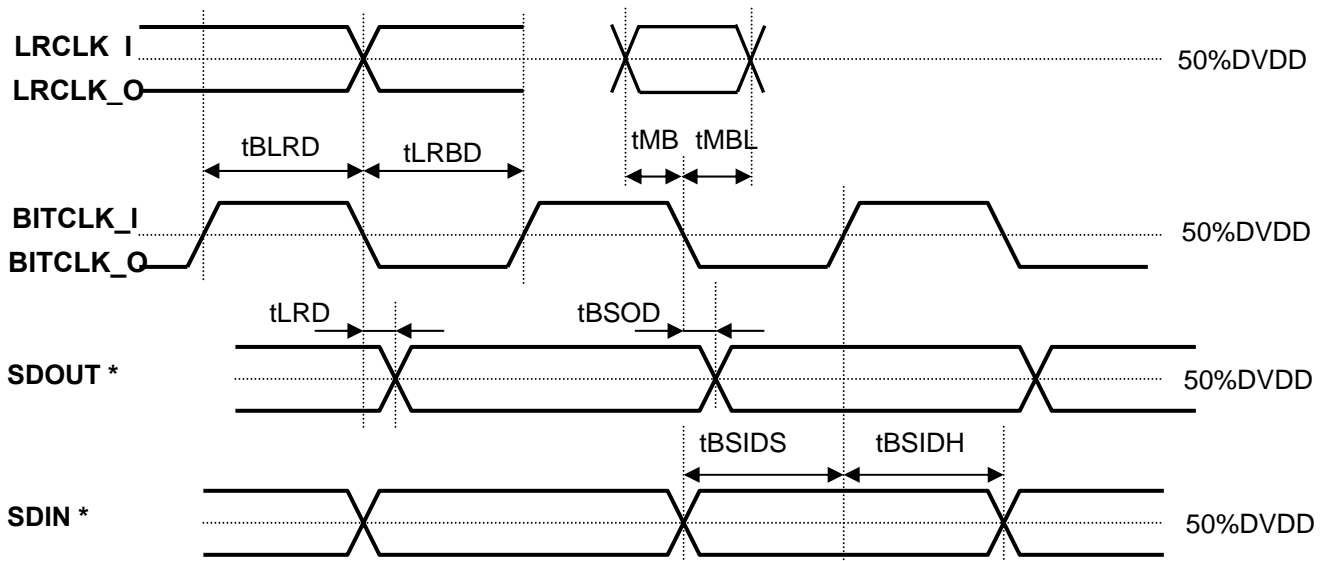 LRCLK I
LRCLK_O
50%DVDD
tBLRD
tLRBD
tMB
tMBL
BITCLK_I
BITCLK_O
50%DVDD
tLRD
tBSOD
SDOUT *
50%DVDD
tBSIDS
tBSIDH
SDIN *
50%DVDD